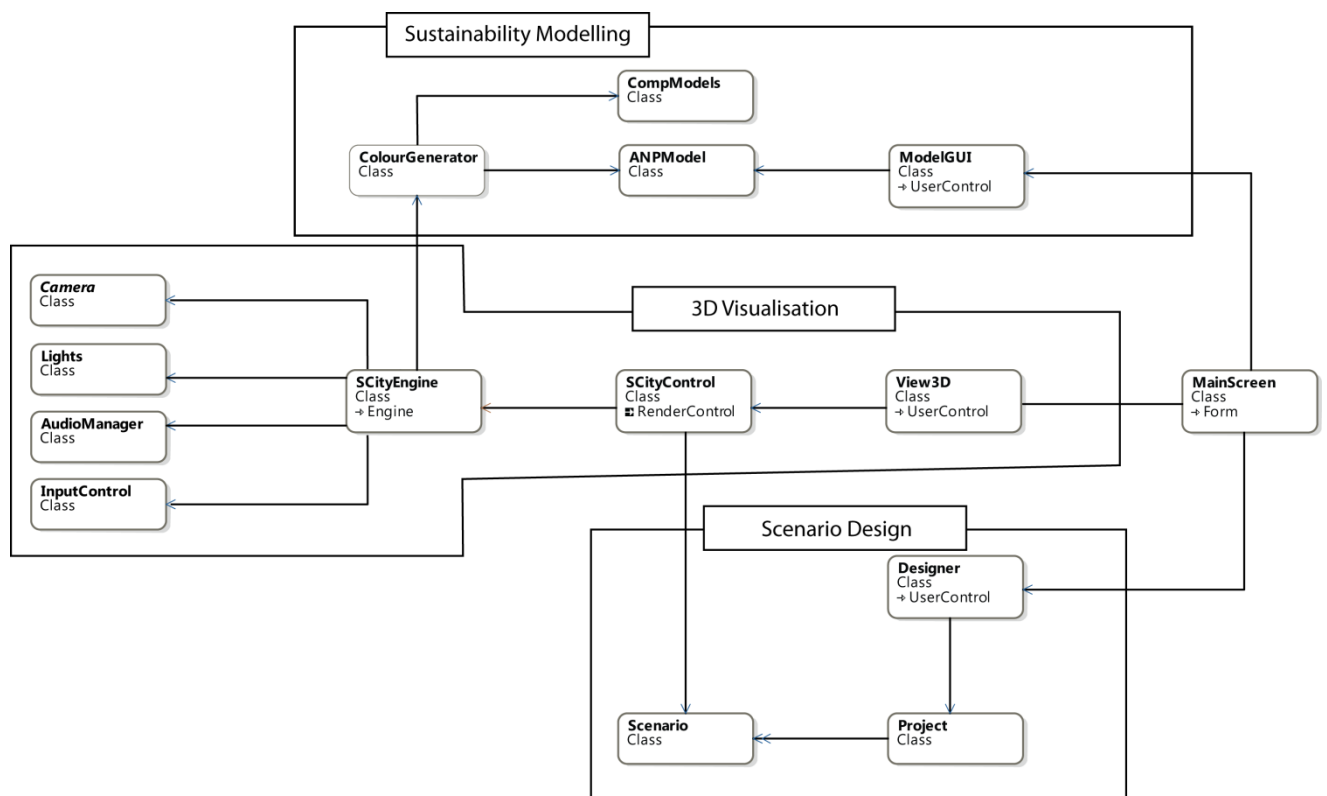 Sustainability Modelling
CompModels
Class
ColourGenerator
Class
ANPModel
Class
ModelGUI
Class
UserControl
Camera
Class
3D Visualisation
Lights
Class
SCityEngine
Class
Engine
SCityControl
Class
RenderControl
View3D
Class
UserControl
MainScreen
Class
Form
AudioManager
Class
InputControl
Class
Scenario Design
Designer
Class
UserControl
Scenario
Class
Project
Class